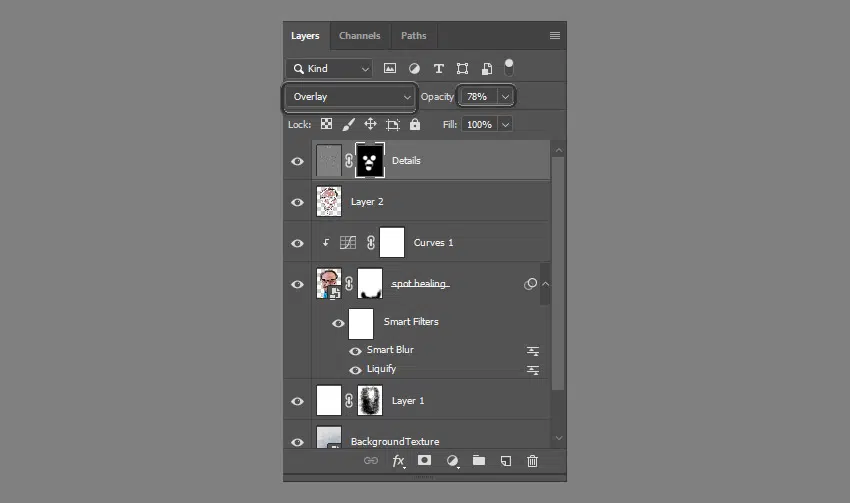 Layers Channels Paths
Kind
Overlay Opacity 78%
Lock: Fill: 100%
Details
Layer 2
Curves 1
spot healing
Smart Filters
Smart Blur
Liquify
Layer 1
BackgroundTexture
fx